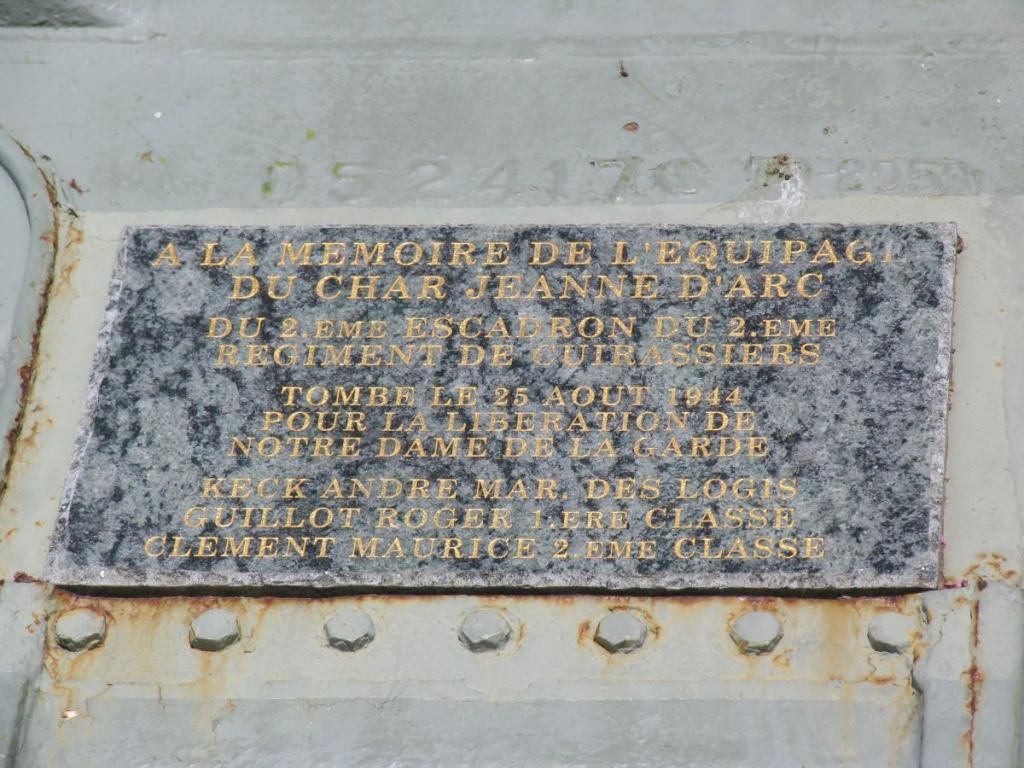 D52417
A LA MEMOIRE DE L'EQUIPAGE
DU CHAR JEANNE D'ARC
DU 2.EME ESCADRON DU 2.EME
REGIMENT DE CUIRASSIERS
TOMBE LE 25 AOUT 1944
POUR LA LIBERATION DE
NOTRE DAME DE LA GARDE
KECK ANDRE MAR. DES LOGIS
GUILLOT ROGER 1.ERE CLASSE
CLEMENT MAURICE 2.EME CLASSE